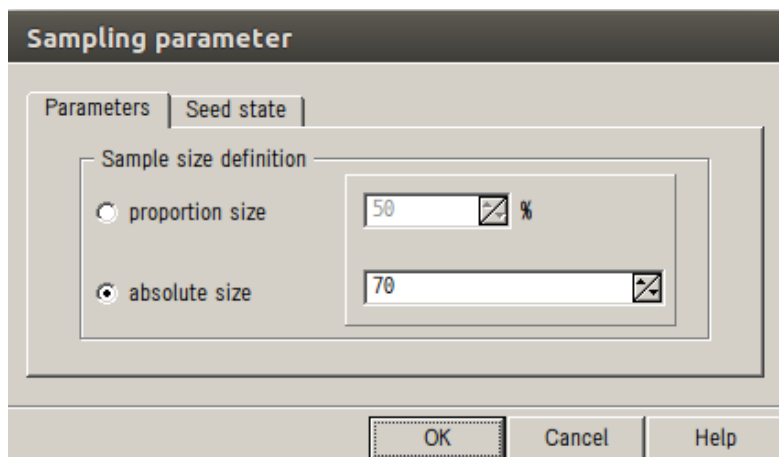 Sampling parameter
Parameters Seed state
Sample size definition
proportion size 50 %
absolute size 70
OK Cancel Help